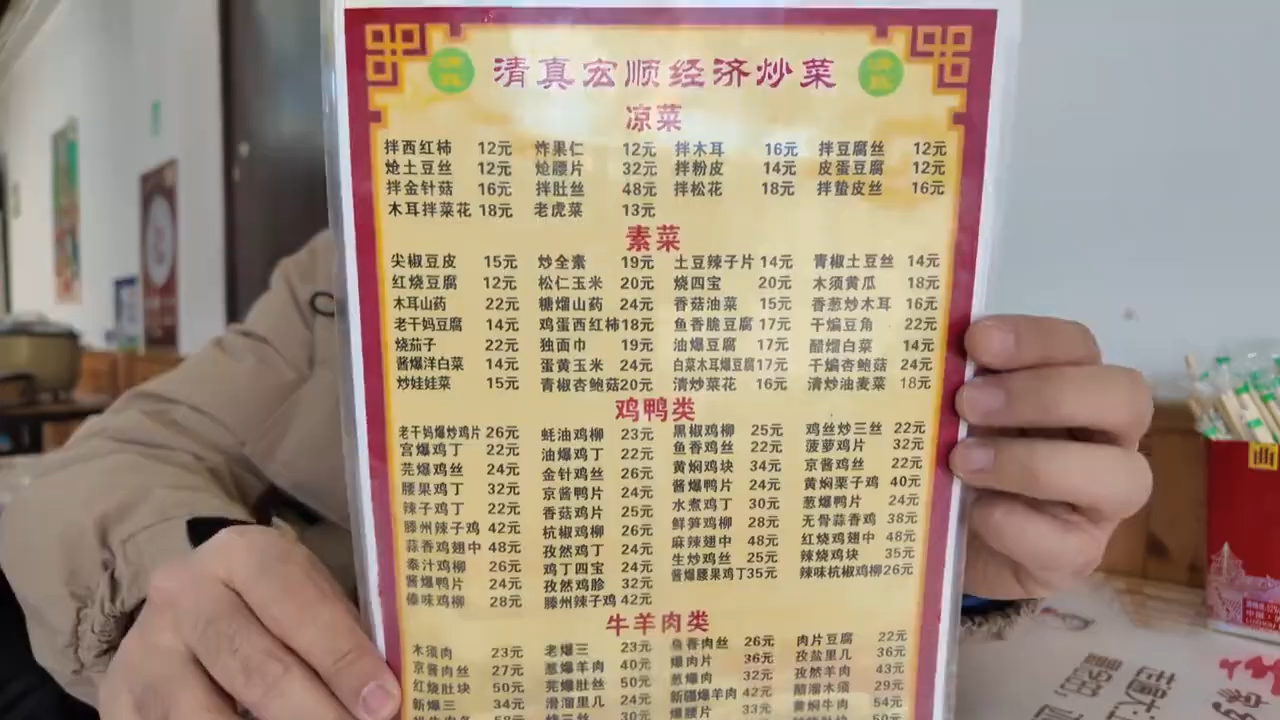 清真宏顺经济炒菜
凉菜
拌西红柿 12元 炸果仁 12元 拌木耳 16元 拌豆腐丝 12元
炝土豆丝 12元 炝腰片 32元 拌粉皮 14元 皮蛋豆腐 12元
拌金针菇 16元 拌肚丝 48元 拌松花 18元 拌蛰皮丝 16元
木耳拌菜花 18元 老虎菜 13元
素菜
尖椒豆皮 15元 炒全素 19元 土豆辣子片 14元 青椒土豆丝 14元
红烧豆腐 12元 松仁玉米 20元 烧四宝 20元 木须黄瓜 18元
木耳山药 22元 糖熘山药 24元 香菇油菜 15元 香葱炒木耳 16元
老干妈豆腐 14元 鸡蛋西红柿 18元 鱼香脆豆腐 17元 干煸豆角 22元
烧茄子 22元 独面巾 19元 油爆豆腐 17元 醋熘白菜 14元
酱爆洋白菜 14元 蛋黄玉米 24元 白菜木耳爆豆腐 17元 干煸杏鲍菇 24元
炒娃娃菜 15元 青椒杏鲍菇 20元 清炒菜花 16元 清炒油麦菜 18元
鸡鸭类
老干妈爆炒鸡片 26元 蚝油鸡柳 23元 黑椒鸡柳 25元 鸡丝炒三丝 22元
宫爆鸡丁 22元 油爆鸡丁 22元 鱼香鸡丝 22元 菠萝鸡片 32元
芫爆鸡丝 24元 金针鸡丝 26元 黄焖鸡块 34元 京酱鸡丝 22元
腰果鸡丁 32元 京酱鸭片 24元 酱爆鸭片 24元 黄焖栗子鸡 40元
辣子鸡丁 22元 香菇鸡片 25元 水煮鸡丁 30元 葱爆鸭片 24元
滕州辣子鸡 42元 杭椒鸡柳 26元 鲜笋鸡柳 28元 无骨蒜香鸡 38元
蒜香鸡翅中 48元 孜然鸡丁 24元 麻辣翅中 48元 红烧鸡翅中 48元
泰汁鸡柳 26元 鸡丁四宝 24元 生炒鸡丝 25元 辣烧鸡块 35元
酱爆鸭片 24元 孜然鸡胗 32元 酱爆腰果鸡丁 35元 辣味杭椒鸡柳 26元
傣味鸡柳 28元 滕州辣子鸡 42元
牛羊肉类
木须肉 23元 老爆三 23元 鱼香肉丝 26元 肉片豆腐 22元
京酱肉丝 27元 葱爆羊肉 40元 爆肉片 36元 孜盐里几 36元
红烧肚块 50元 芫爆肚丝 50元 葱爆肉 32元 孜然羊肉 43元
新爆三 34元 滑溜里几 24元 新疆爆羊肉 42元 醋溜木须 29元
烧三丝 30元 爆腰片 33元 黄焖牛肉 54元